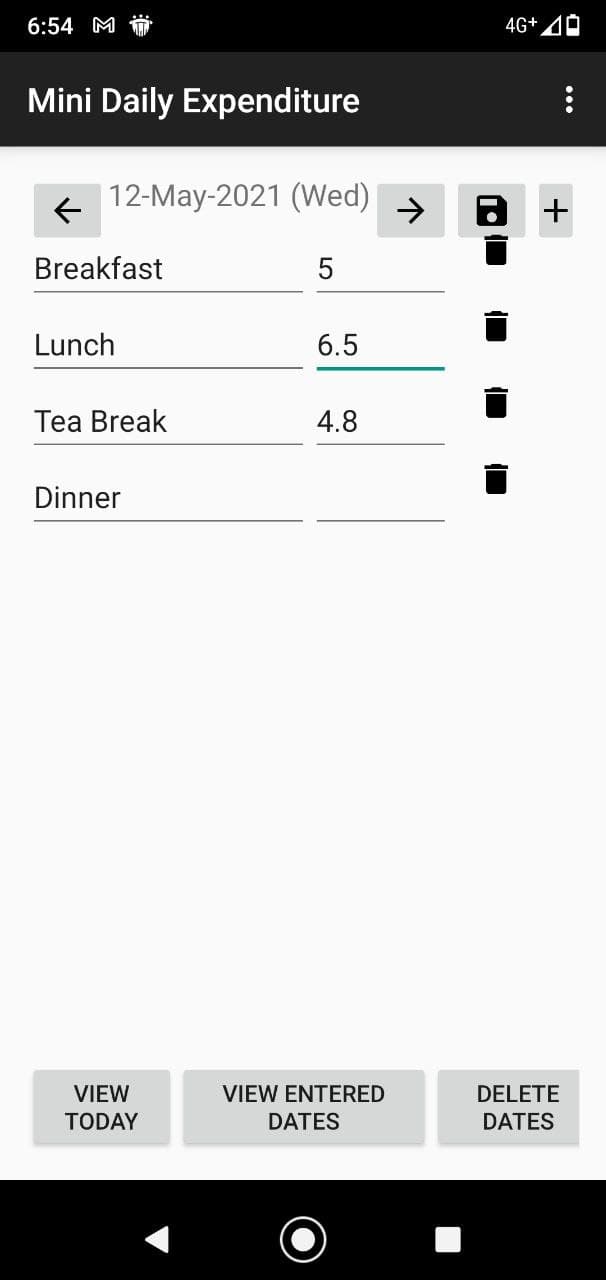 6:54
4G+
Mini Daily Expenditure
12-May-2021 (Wed)
Breakfast 5
Lunch 6.5
Tea Break 4.8
Dinner
VIEW TODAY
VIEW ENTERED DATES
DELETE DATES